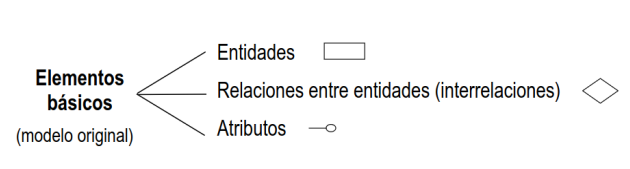 Elementos
básicos
(modelo original)
Entidades
Relaciones entre entidades (interrelaciones)
Atributos